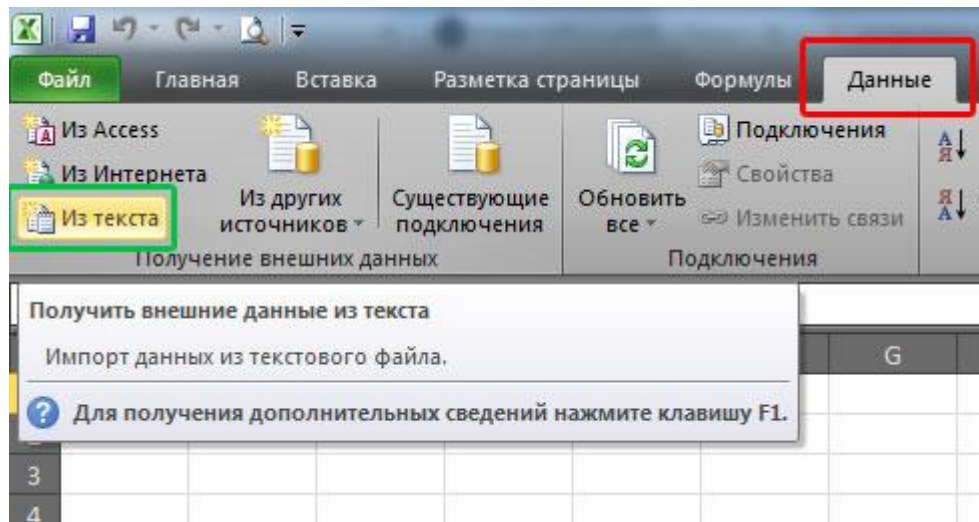 Файл Главная Вставка Разметка страницы Формулы Данные
Из Access
Из Интернета
Из текста
Из других
источников
Существующие
подключения
Обновить
все
Подключения
Свойства
Изменить связи
А
Я
Я
А
Получение внешних данных
Подключения
Получить внешние данные из текста
Импорт данных из текстового файла.
Для получения дополнительных сведений нажмите клавишу F1.
G
3
4